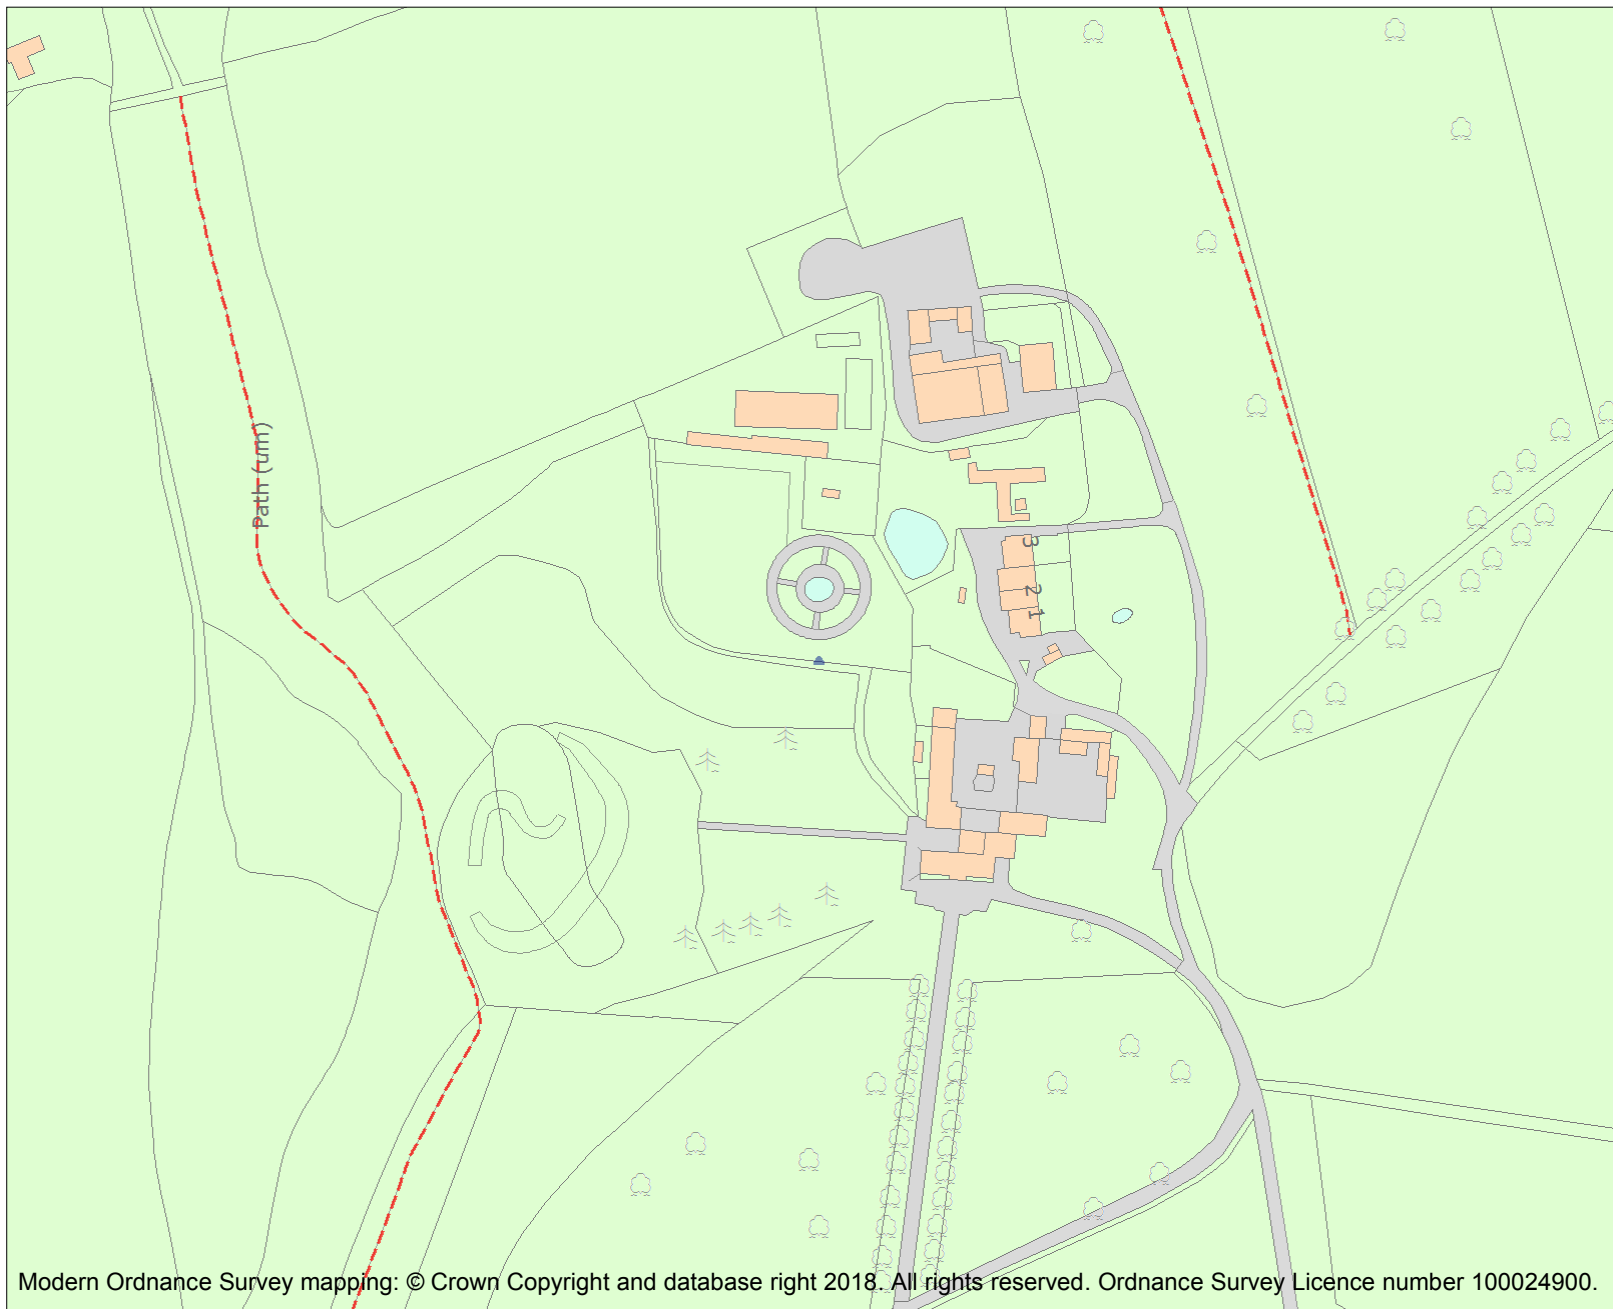 Path (um)
3
2
1
Modern Ordnance Survey mapping: © Crown Copyright and database right 2018. All rights reserved. Ordnance Survey Licence number 100024900.